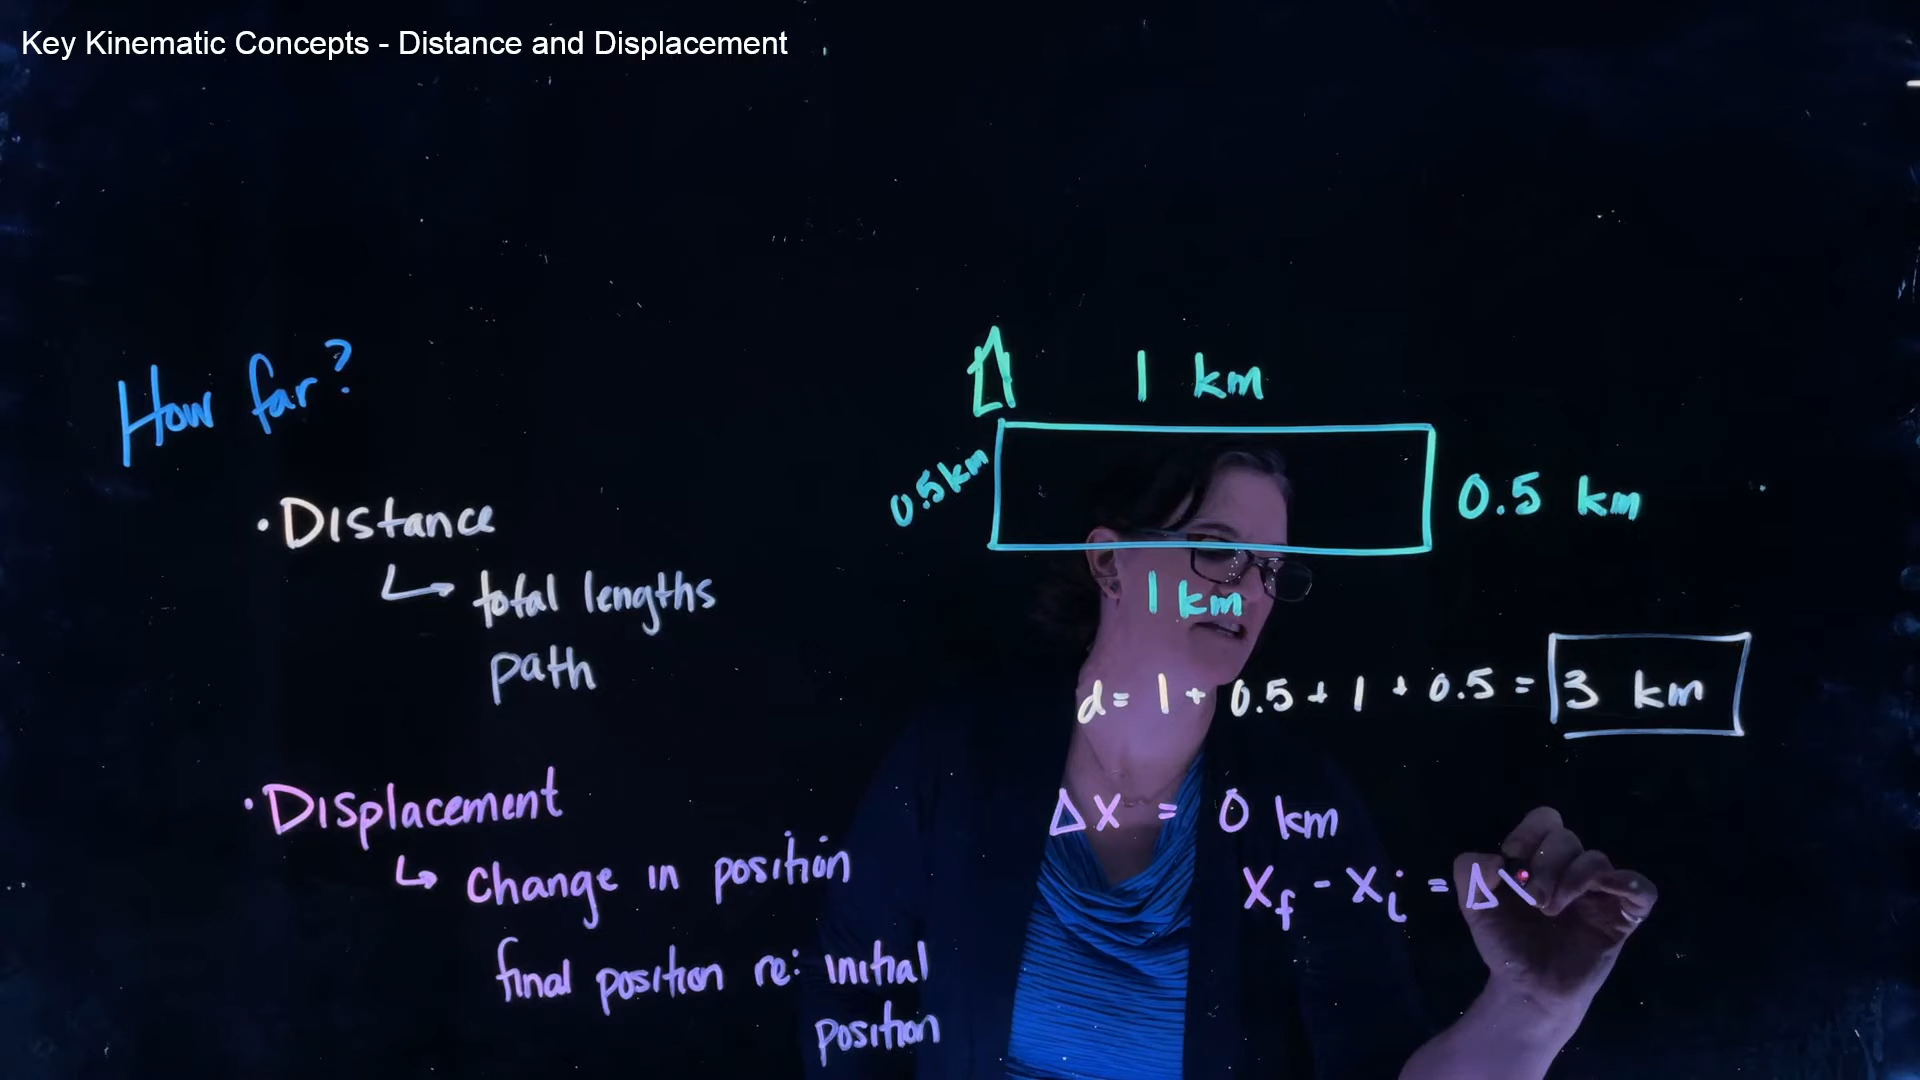 Key Kinematic Concepts - Distance and Displacement
How far?
• Distance
↳ total lengths
path
• Displacement
↳ change in position
final position re: initial
position
1 km
0.5 km
0.5 km
1 km
d = 1 + 0.5 + 1 + 0.5 = 3 km
Δx = 0 km
xf - xi = Δ